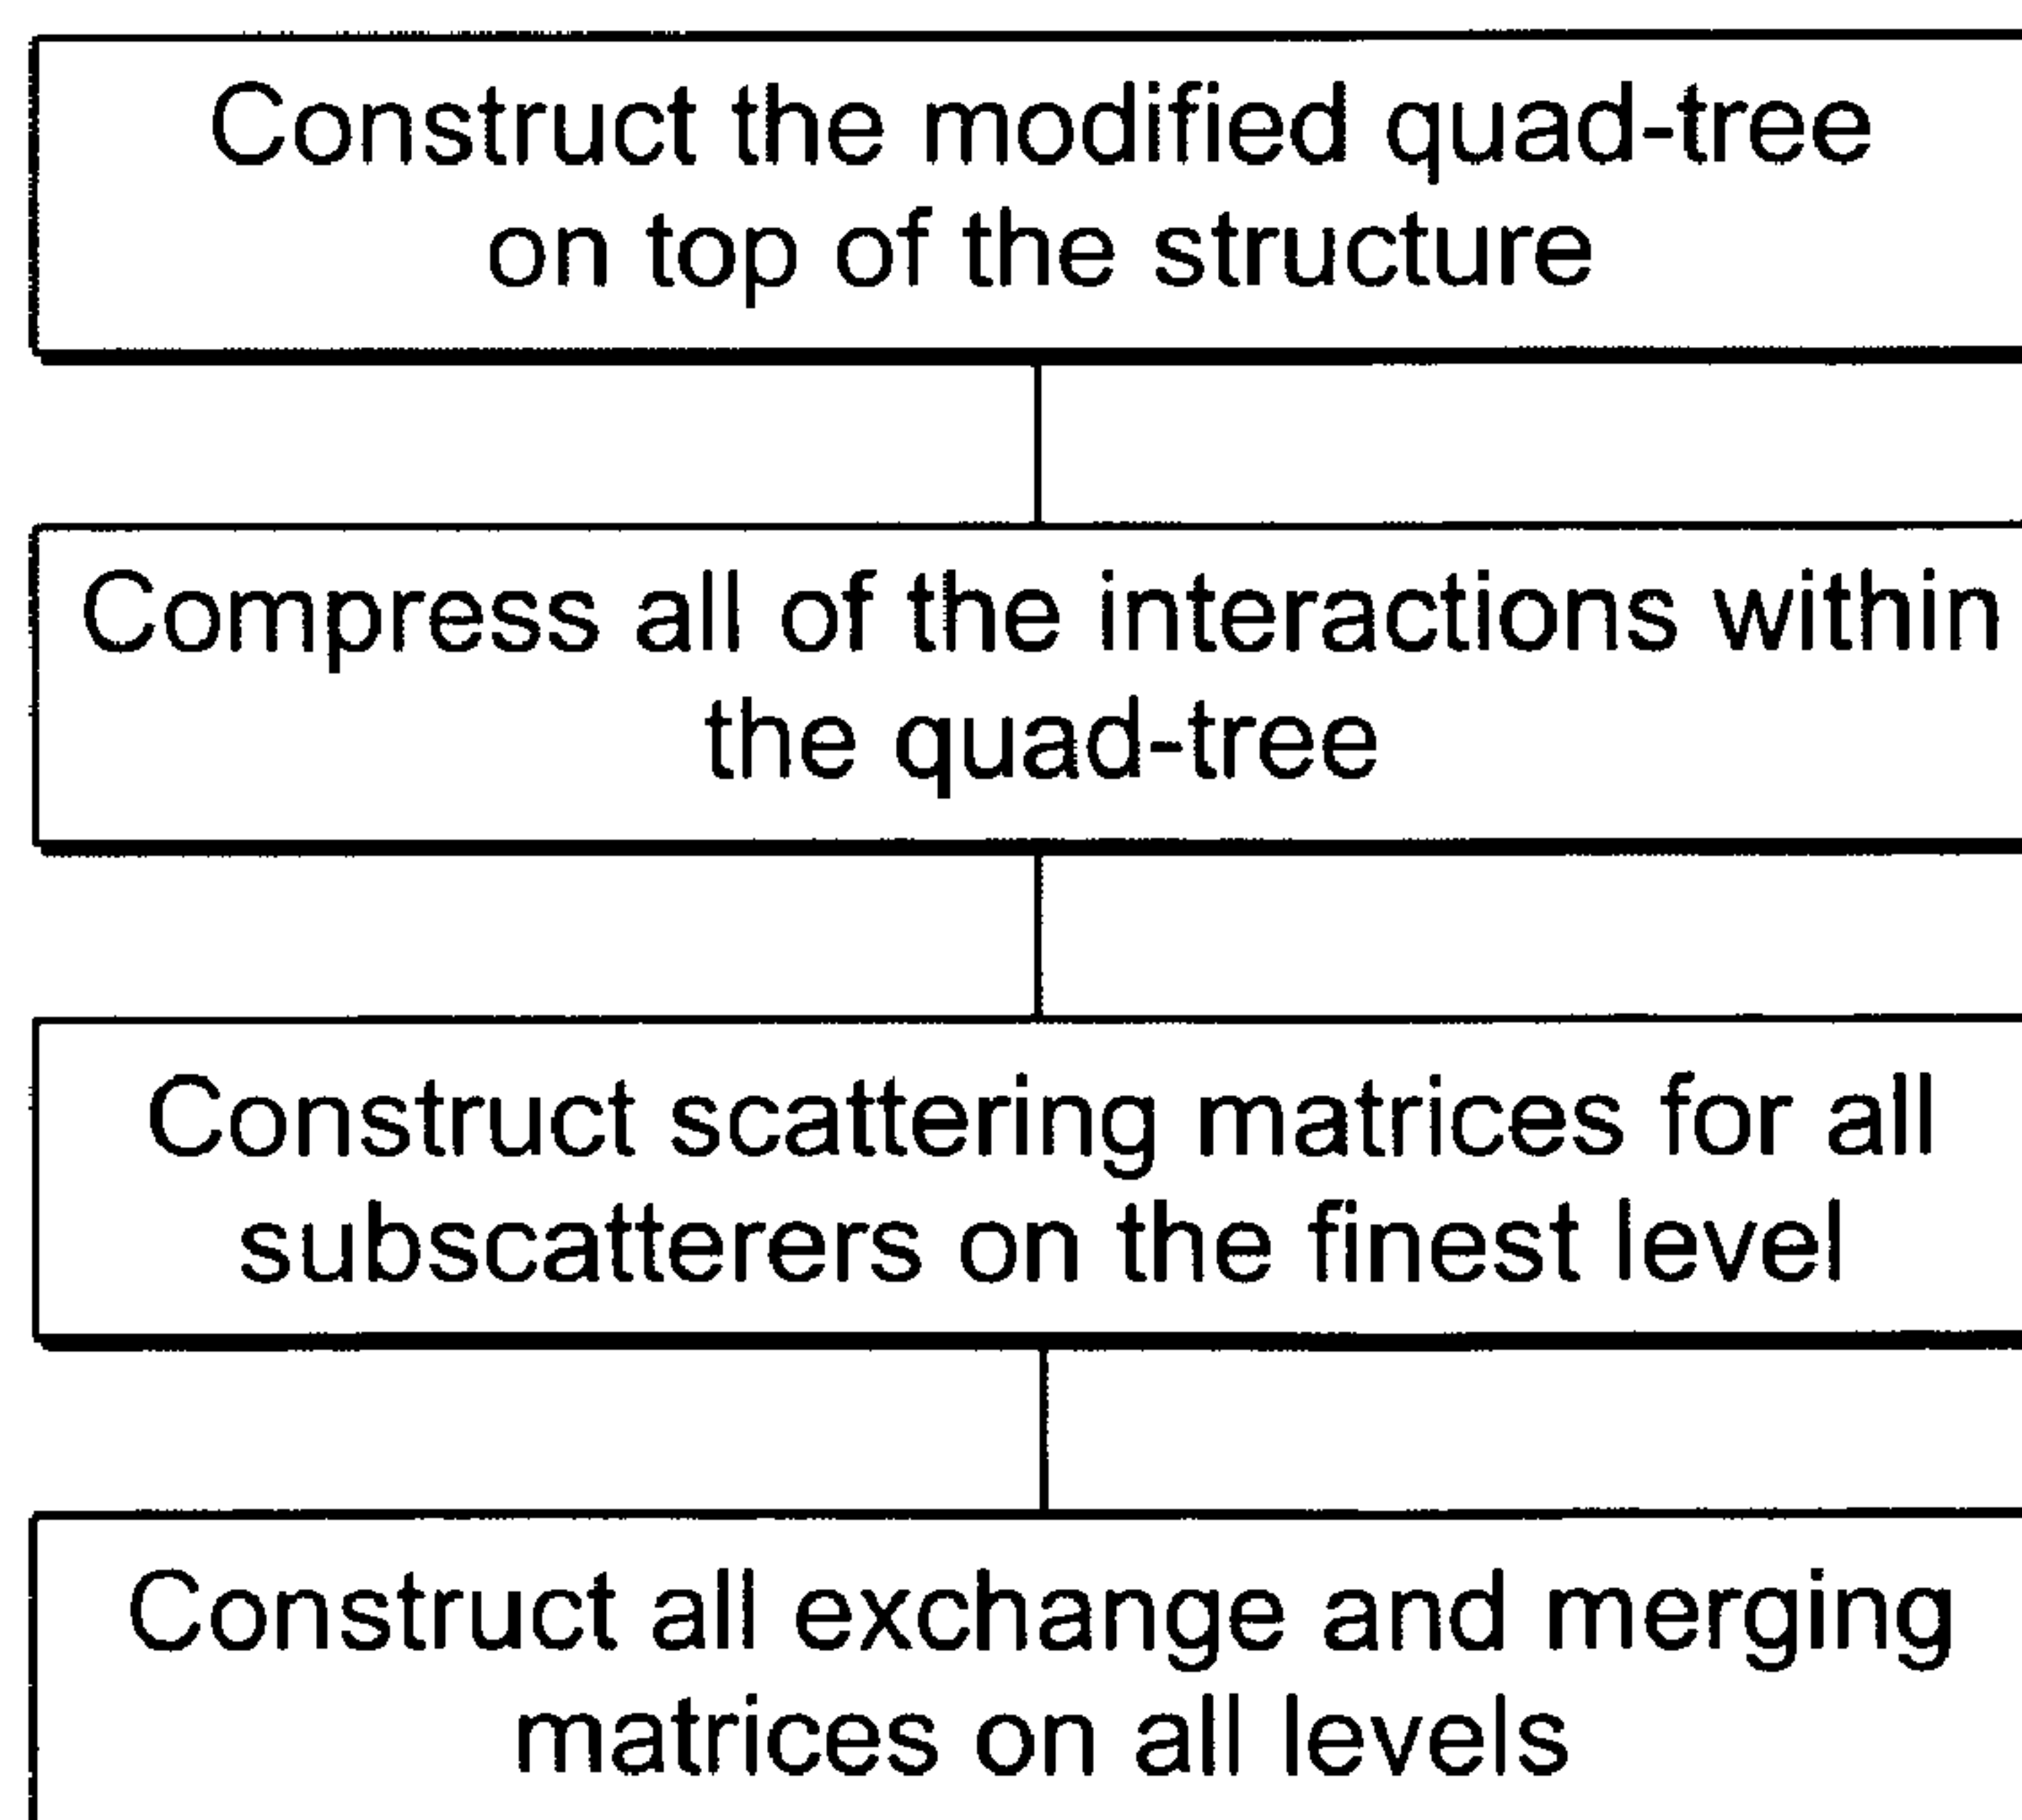 Construct the modified quad-tree
on top of the structure
Compress all of the interactions within
the quad-tree
Construct scattering matrices for all
subscatterers on the finest level
Construct all exchange and merging
matrices on all levels